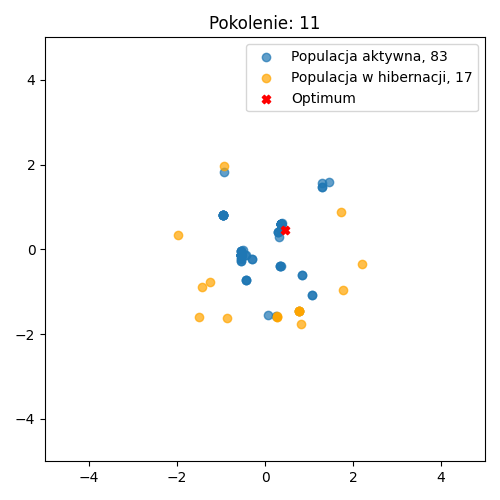 Pokolenie: 11
Populacja aktywna, 83
Populacja w hibernacji, 17
Optimum
4
2
0
−2
−4
−4
−2
0
2
4